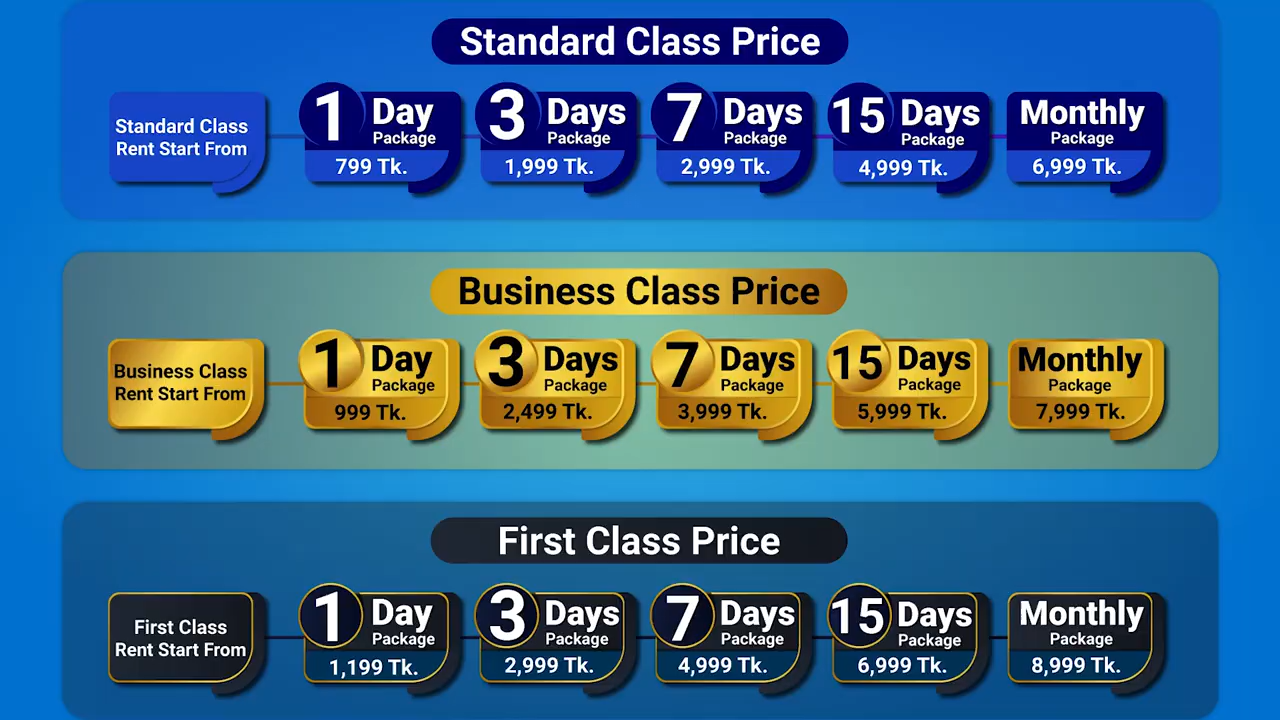 Standard Class Price
Standard Class
Rent Start From
1 Day
Package
799 Tk.
3 Days
Package
1,999 Tk.
7 Days
Package
2,999 Tk.
15 Days
Package
4,999 Tk.
Monthly
Package
6,999 Tk.
Business Class Price
Business Class
Rent Start From
1 Day
Package
999 Tk.
3 Days
Package
2,499 Tk.
7 Days
Package
3,999 Tk.
15 Days
Package
5,999 Tk.
Monthly
Package
7,999 Tk.
First Class Price
First Class
Rent Start From
1 Day
Package
1,199 Tk.
3 Days
Package
2,999 Tk.
7 Days
Package
4,999 Tk.
15 Days
Package
6,999 Tk.
Monthly
Package
8,999 Tk.